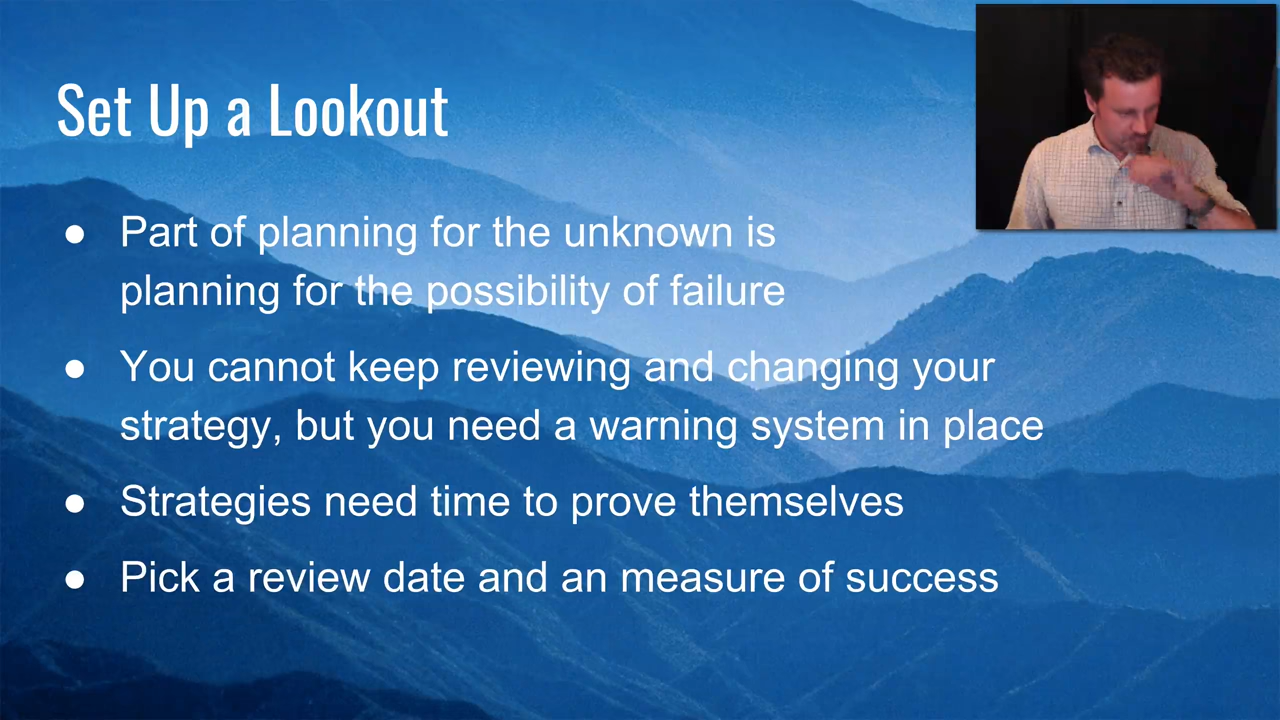 Set Up a Lookout
● Part of planning for the unknown is
planning for the possibility of failure
● You cannot keep reviewing and changing your
strategy, but you need a warning system in place
● Strategies need time to prove themselves
● Pick a review date and an measure of success